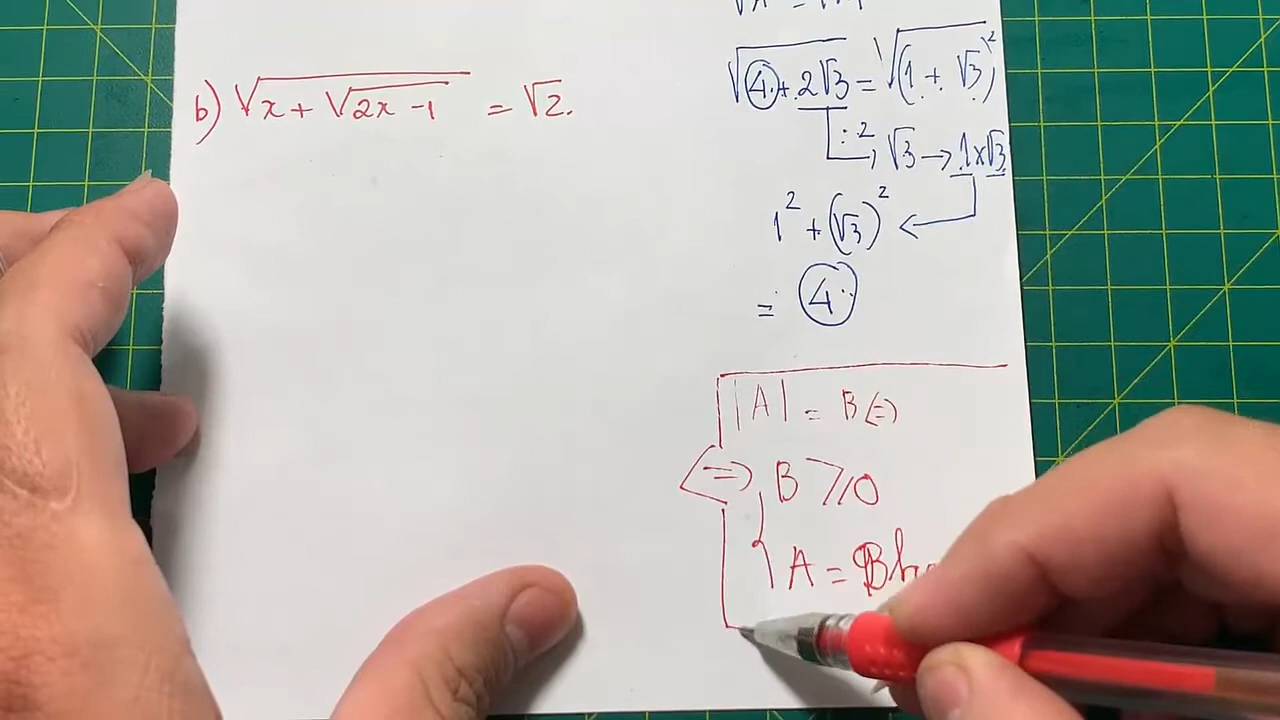 b) √(x + √(2x - 1)) = √2.
√(4 + 2√3) = √((1 + √3)²)
:2 √3 → 1x√3
1² + (√3)²
= 4
|A| = B ⇔
⇔ B ⩾ 0
A = B